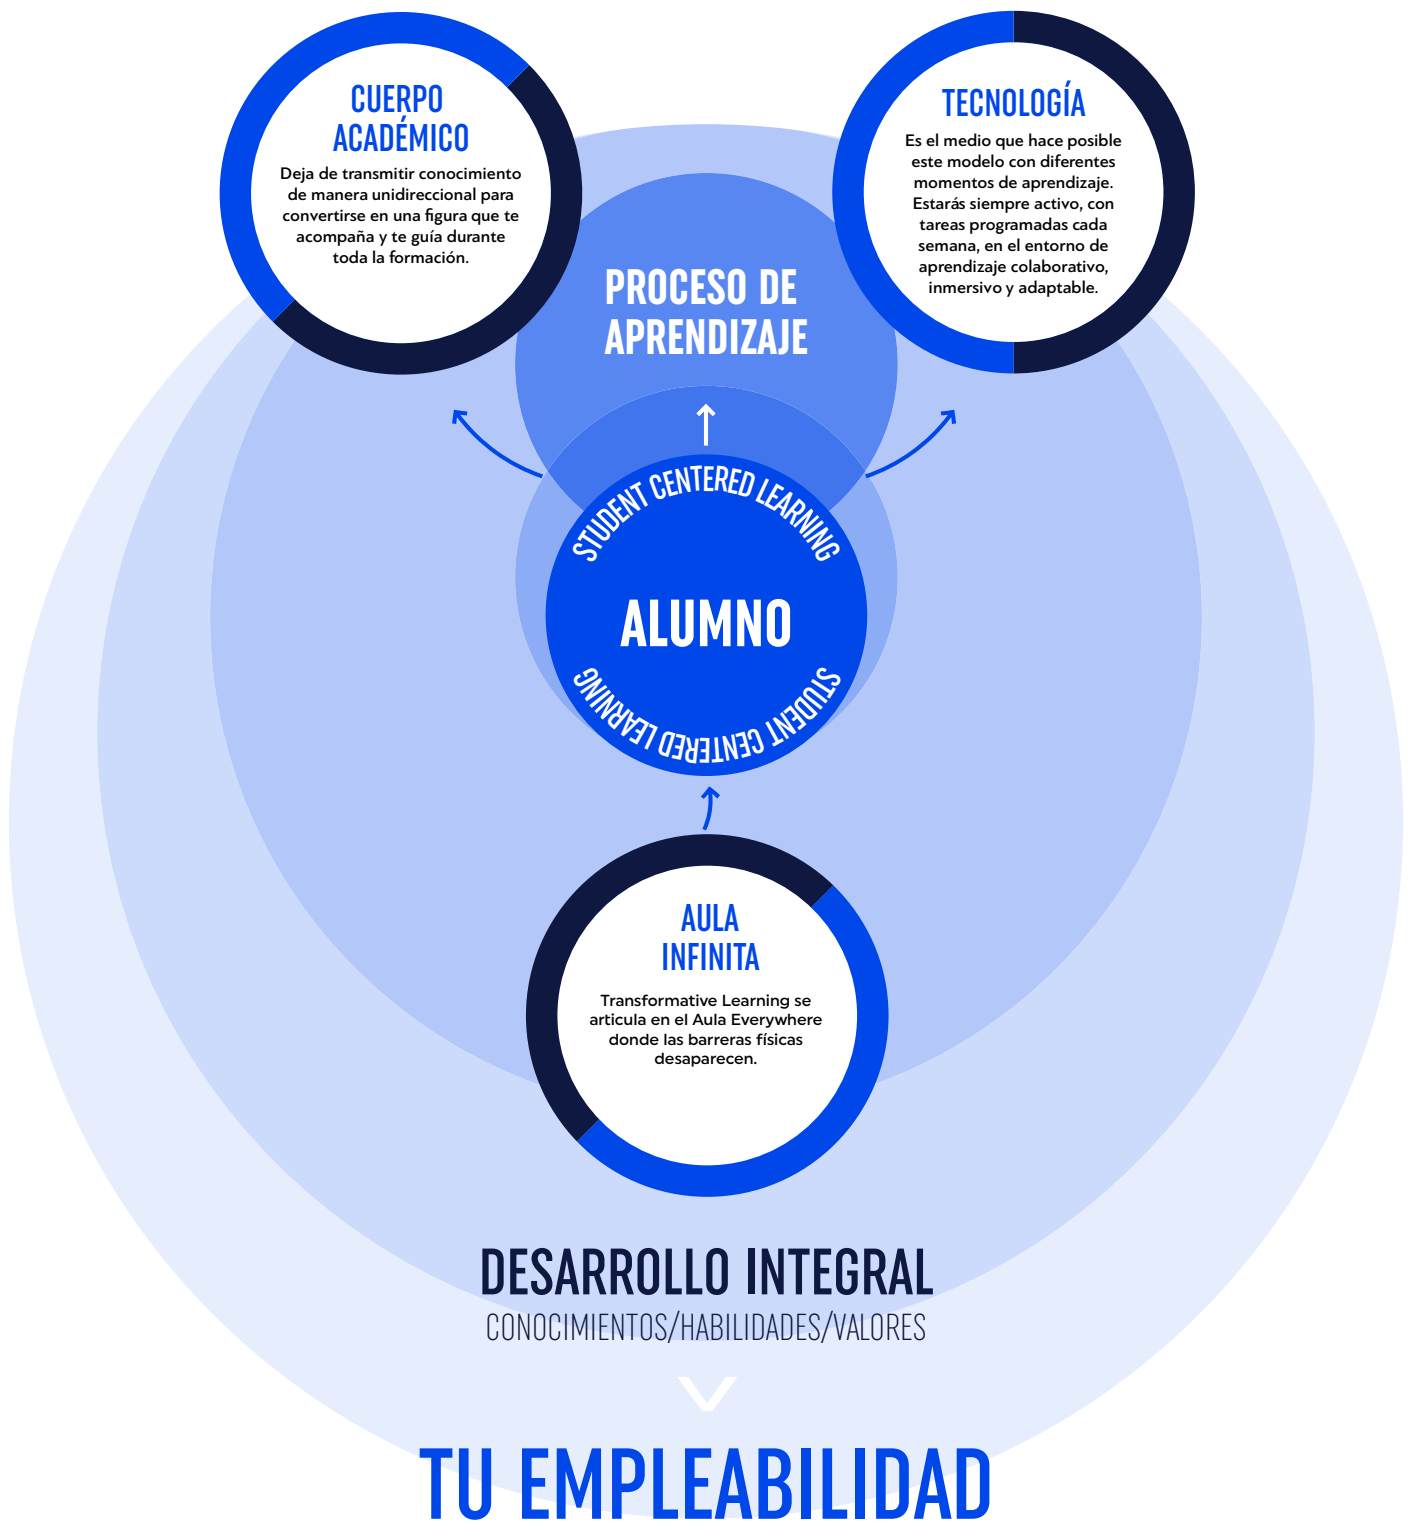 CUERPO
ACADÉMICO
Deja de transmitir conocimiento
de manera unidireccional para
convertirse en una figura que te
acompaña y te guía durante
toda la formación.
TECNOLOGÍA
Es el medio que hace posible
este modelo con diferentes
momentos de aprendizaje.
Estarás siempre activo, con
tareas programadas cada
semana, en el entorno de
aprendizaje colaborativo,
inmersivo y adaptable.
PROCESO DE
APRENDIZAJE
STUDENT CENTERED LEARNING
ALUMNO
STUDENT CENTERED LEARNING
AULA
INFINITA
Transformative Learning se
articula en el Aula Everywhere
donde las barreras físicas
desaparecen.
DESARROLLO INTEGRAL
CONOCIMIENTOS/HABILIDADES/VALORES
TU EMPLEABILIDAD